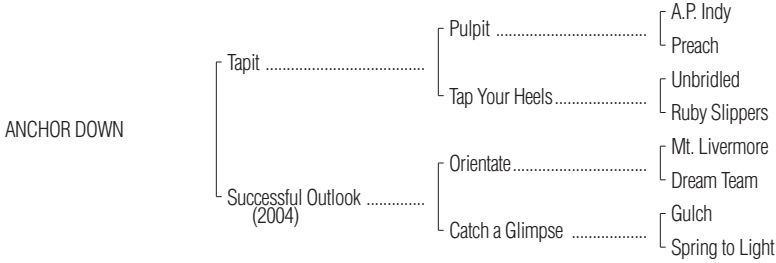 A.P. Indy
Pulpit ....................................
Preach
Tapit ......................................
Unbridled
Tap Your Heels......................
Ruby Slippers
ANCHOR DOWN
Mt. Livermore
Orientate................................
Dream Team
Successful Outlook ..............
(2004)
Gulch
Catch a Glimpse ..................
Spring to Light